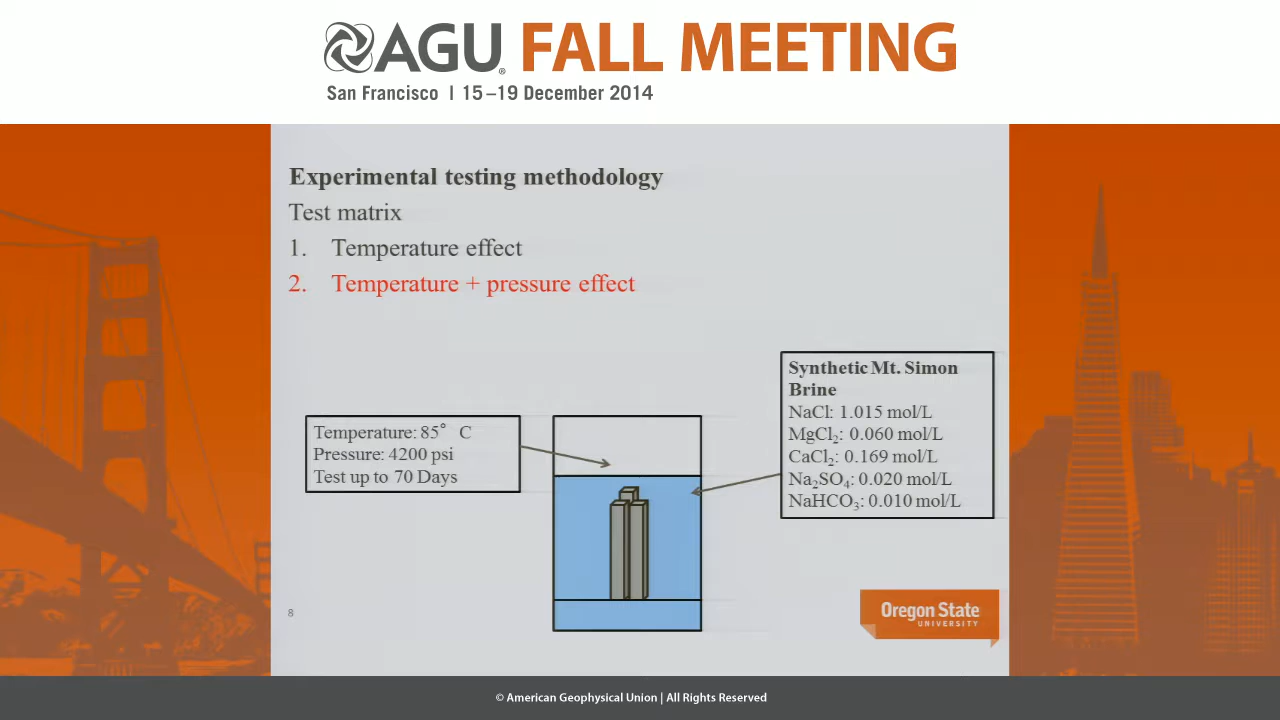 AGU FALL MEETING
San Francisco | 15–19 December 2014
Experimental testing methodology
Test matrix
1. Temperature effect
2. Temperature + pressure effect
Temperature: 85° C
Pressure: 4200 psi
Test up to 70 Days
Synthetic Mt. Simon
Brine
NaCl: 1.015 mol/L
MgCl₂: 0.060 mol/L
CaCl₂: 0.169 mol/L
Na₂SO₄: 0.020 mol/L
NaHCO₃: 0.010 mol/L
8
Oregon State
UNIVERSITY
© American Geophysical Union | All Rights Reserved